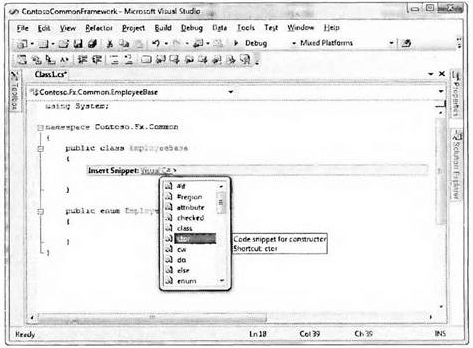 ContosoCommonFramework - Microsoft Visual Studio
File Edit View Refactor Project Build Debug Data Tools Test Window Help
Debug Mixed Platforms
Class1.cs*
Toolbox
Contoso.Fx.Common.EmployeeBase
Properties
Solution Explorer
using System;
namespace Contoso.Fx.Common
{
public class EmployeeBase
{
Insert Snippet: Visual C# >
#if
#region
attribute
checked
class
ctor
cw
do
else
enum
Code snippet for constructor
Shortcut: ctor
}
public enum Employe
{
}
}
Ready Ln 18 Col 39 Ch 35 INS